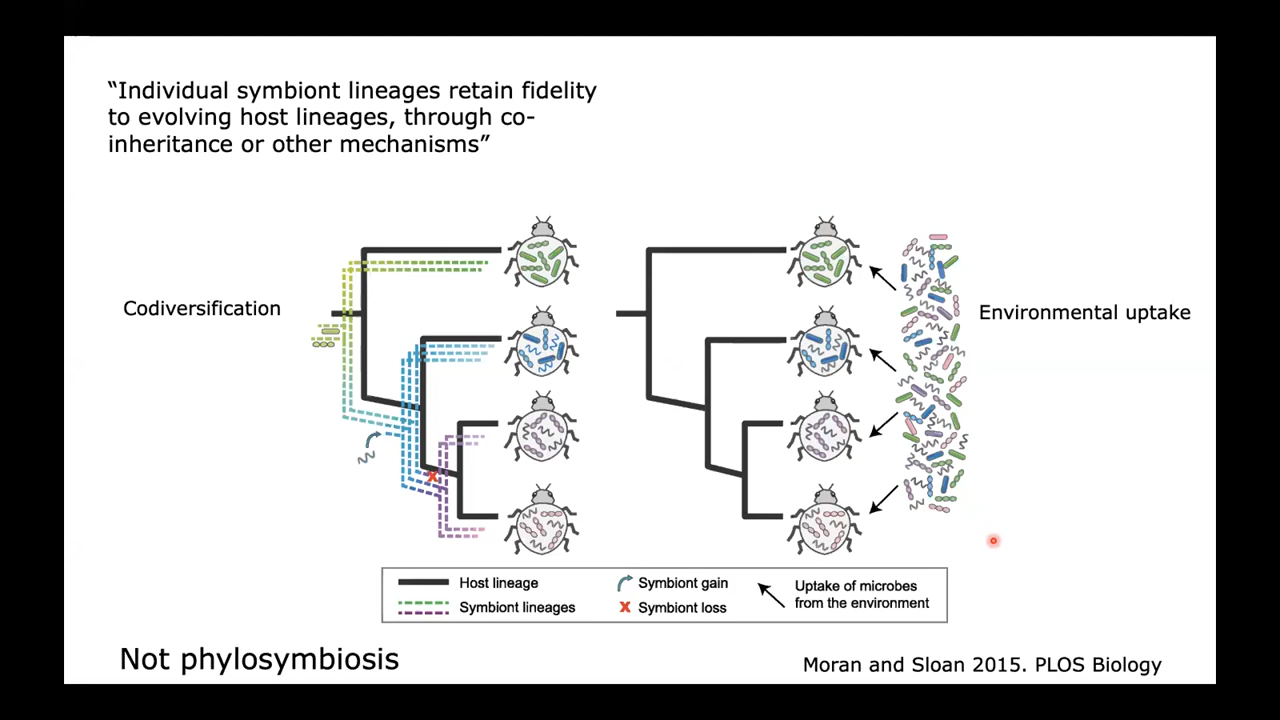 “Individual symbiont lineages retain fidelity
to evolving host lineages, through co-
inheritance or other mechanisms”
Codiversification
Environmental uptake
Host lineage
Symbiont lineages
Symbiont gain
Symbiont loss
Uptake of microbes
from the environment
Not phylosymbiosis
Moran and Sloan 2015. PLOS Biology